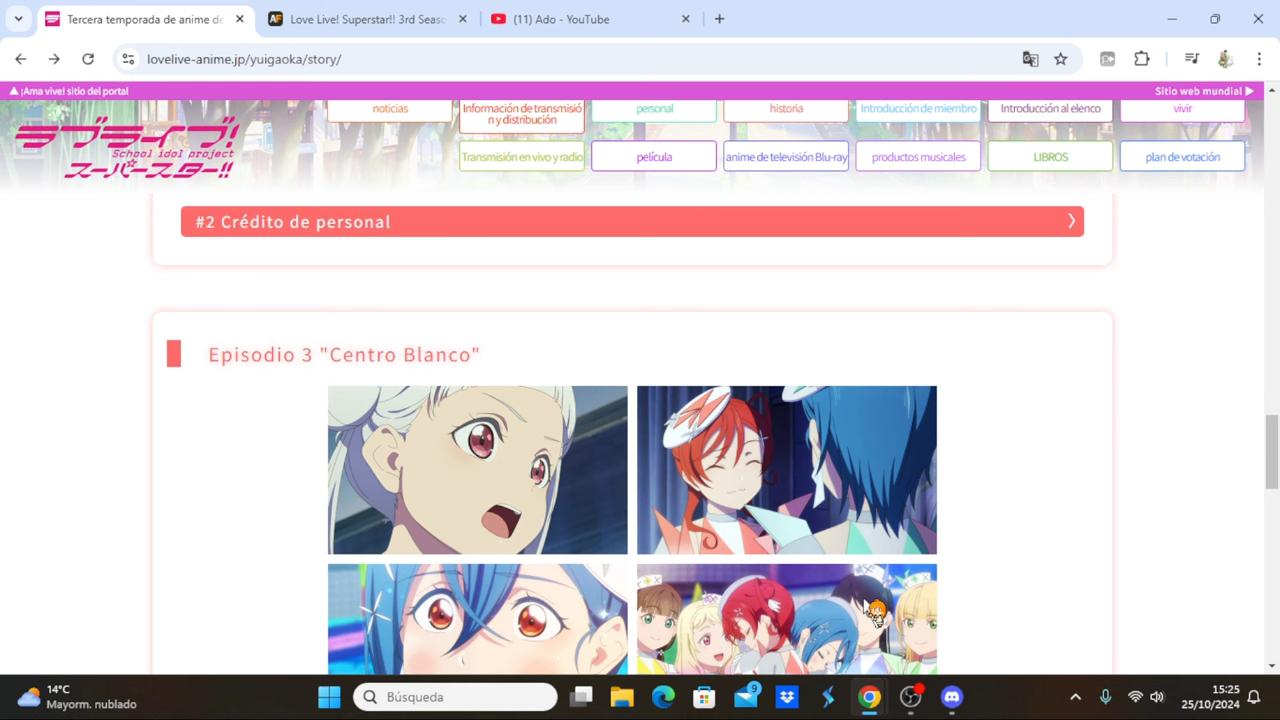 Tercera temporada de anime de
Love Live! Superstar!! 3rd Seaso
(11) Ado - YouTube
lovelive-anime.jp/yuigaoka/story/
▲ ¡Ama vive! sitio del portal
Sitio web mundial ▶
ラブライブ!
School idol project
スーパースター!!
noticias
Información de transmisió
n y distribución
personal
historia
Introducción de miembro
Introducción al elenco
vivir
Transmisión en vivo y radio
película
anime de televisión Blu-ray
productos musicales
LIBROS
plan de votación
#2 Crédito de personal
Episodio 3 "Centro Blanco"
14°C
Mayorm. nublado
Búsqueda
9
15:25
25/10/2024